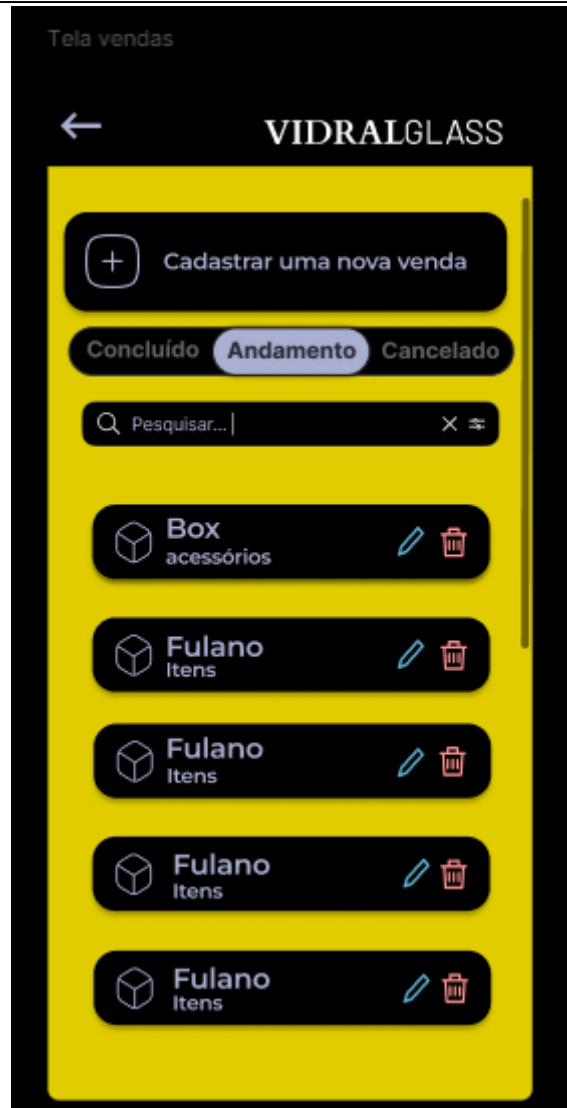 Tela vendas
VIDRALGLASS
Cadastrar uma nova venda
Concluído Andamento Cancelado
Pesquisar...
Box
acessórios
Fulano
Itens
Fulano
Itens
Fulano
Itens
Fulano
Itens